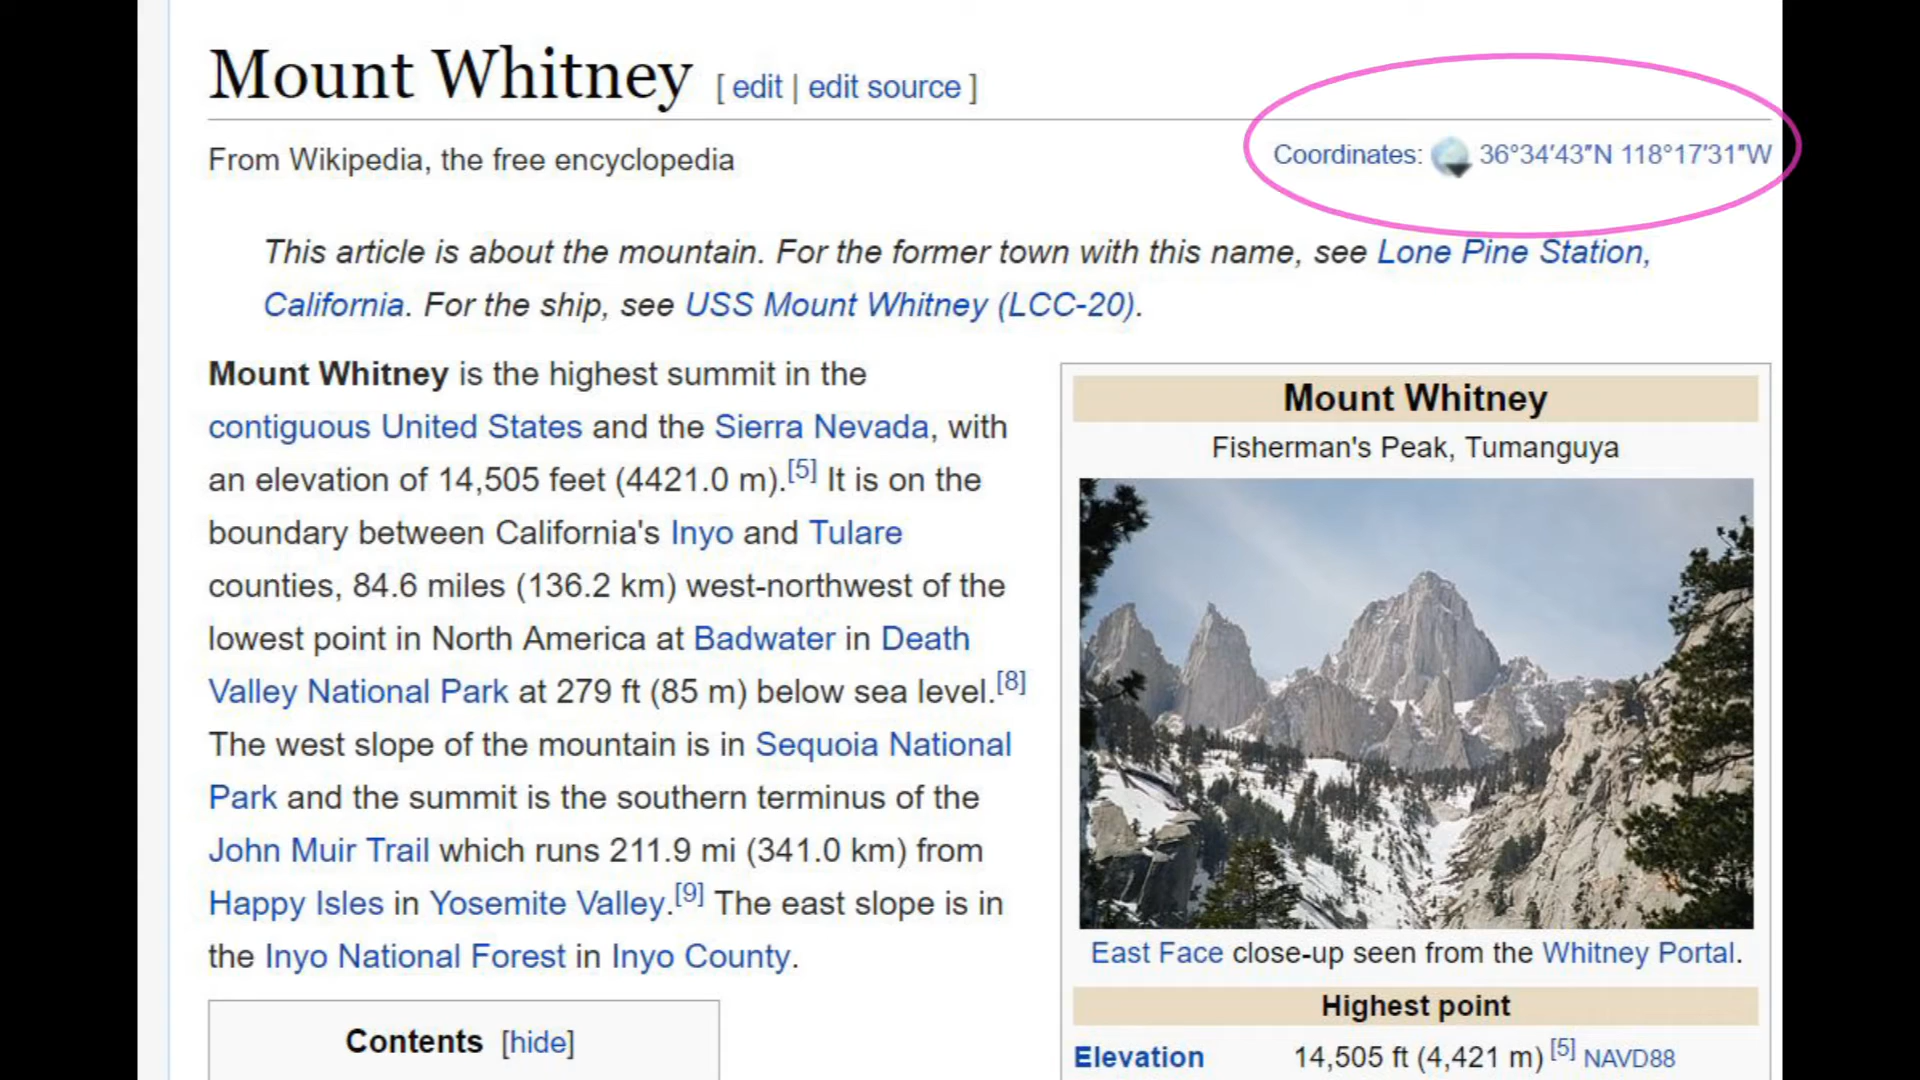 Mount Whitney [ edit | edit source ]
From Wikipedia, the free encyclopedia
Coordinates: 36°34′43″N 118°17′31″W
This article is about the mountain. For the former town with this name, see Lone Pine Station,
California. For the ship, see USS Mount Whitney (LCC-20).
Mount Whitney is the highest summit in the
contiguous United States and the Sierra Nevada, with
an elevation of 14,505 feet (4421.0 m).[5] It is on the
boundary between California's Inyo and Tulare
counties, 84.6 miles (136.2 km) west-northwest of the
lowest point in North America at Badwater in Death
Valley National Park at 279 ft (85 m) below sea level.[8]
The west slope of the mountain is in Sequoia National
Park and the summit is the southern terminus of the
John Muir Trail which runs 211.9 mi (341.0 km) from
Happy Isles in Yosemite Valley.[9] The east slope is in
the Inyo National Forest in Inyo County.
Contents [hide]
Mount Whitney
Fisherman's Peak, Tumanguya
East Face close-up seen from the Whitney Portal.
Highest point
Elevation 14,505 ft (4,421 m) [5] NAVD88